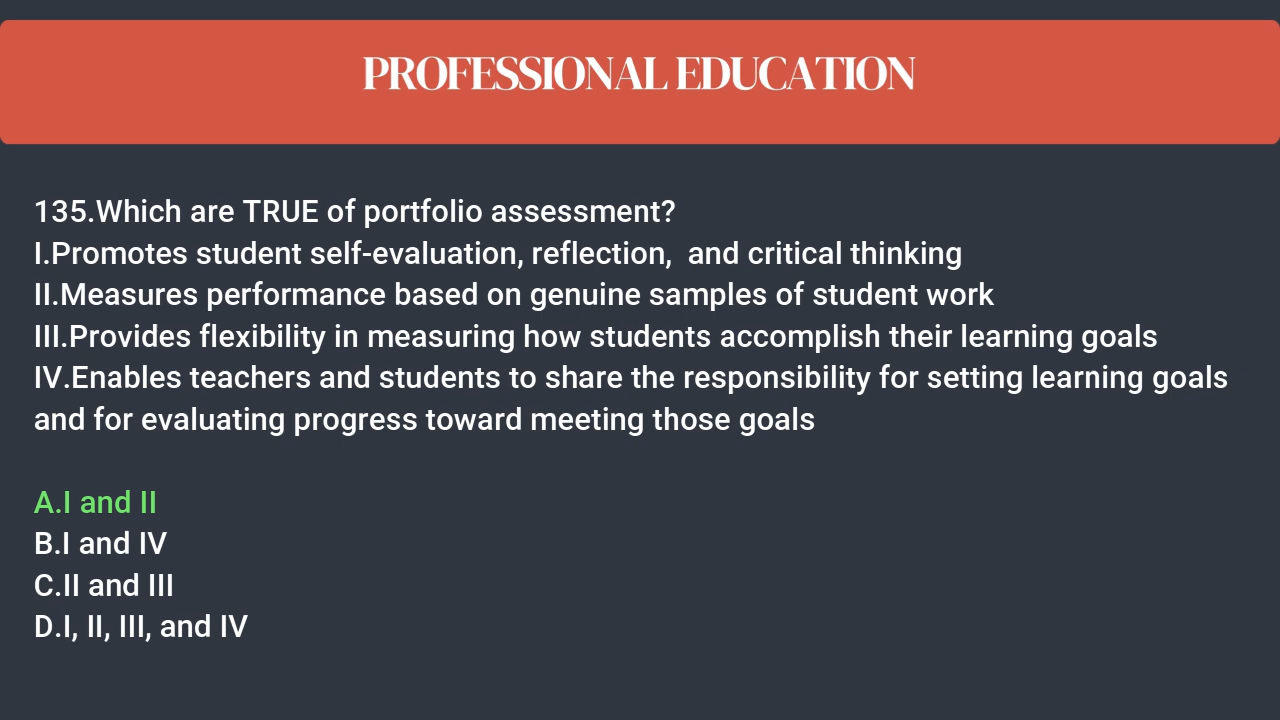 PROFESSIONAL EDUCATION
135.Which are TRUE of portfolio assessment?
I.Promotes student self-evaluation, reflection,  and critical thinking
II.Measures performance based on genuine samples of student work
III.Provides flexibility in measuring how students accomplish their learning goals
IV.Enables teachers and students to share the responsibility for setting learning goals
and for evaluating progress toward meeting those goals
A.I and II
B.I and IV
C.II and III
D.I, II, III, and IV